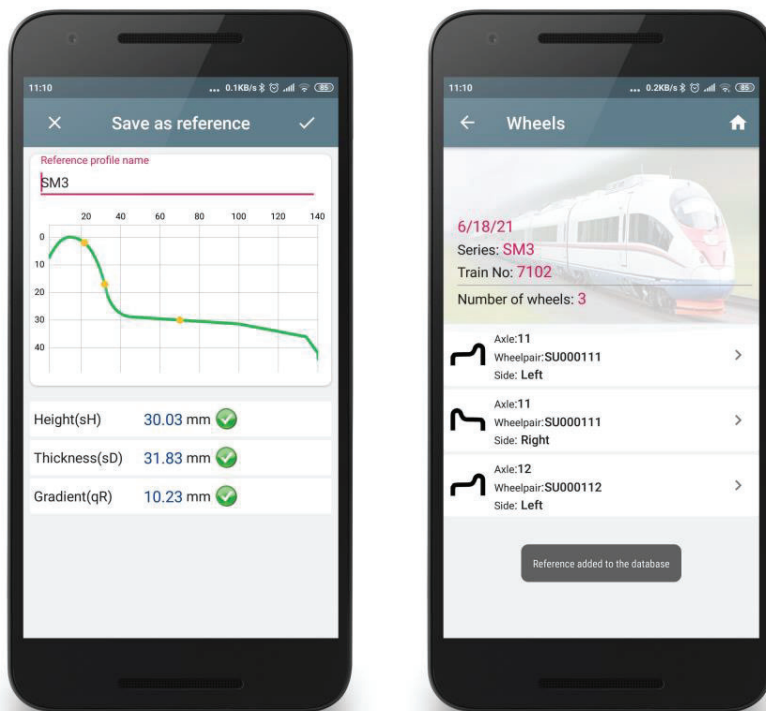 11:10
... 0.1KB/s 85
Save as reference
Reference profile name
SM3
20 40 60 80 100 120 140
0
10
20
30
40
Height(sH) 30.03 mm
Thickness(sD) 31.83 mm
Gradient(qR) 10.23 mm
11:10
... 0.2KB/s 85
Wheels
6/18/21
Series: SM3
Train No: 7102
Number of wheels: 3
Axle:11
Wheelpair:SU000111
Side: Left
Axle:11
Wheelpair:SU000111
Side: Right
Axle:12
Wheelpair:SU000112
Side: Left
Reference added to the database